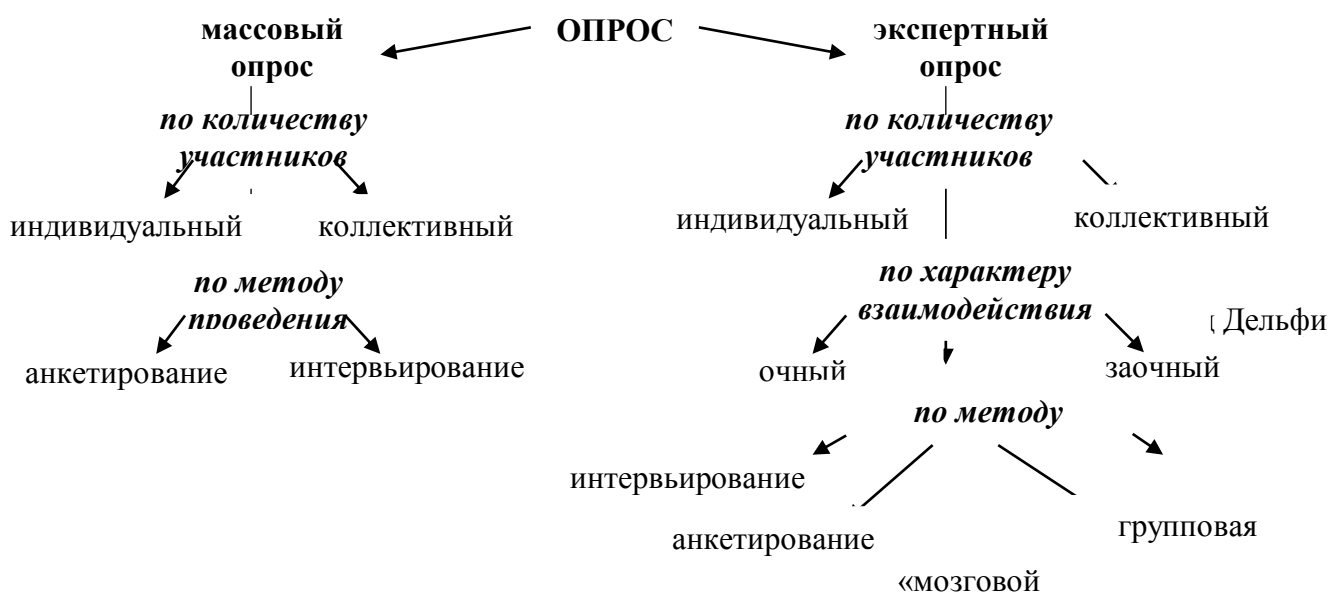 массовый ОПРОС экспертный
опрос опрос
по количеству по количеству
участников участников
индивидуальный коллективный индивидуальный коллективный
по методу по характеру
проведения взаимодействия Дельфи
анкетирование интервьирование очный заочный
по методу
интервьирование
групповая
анкетирование
«мозговой